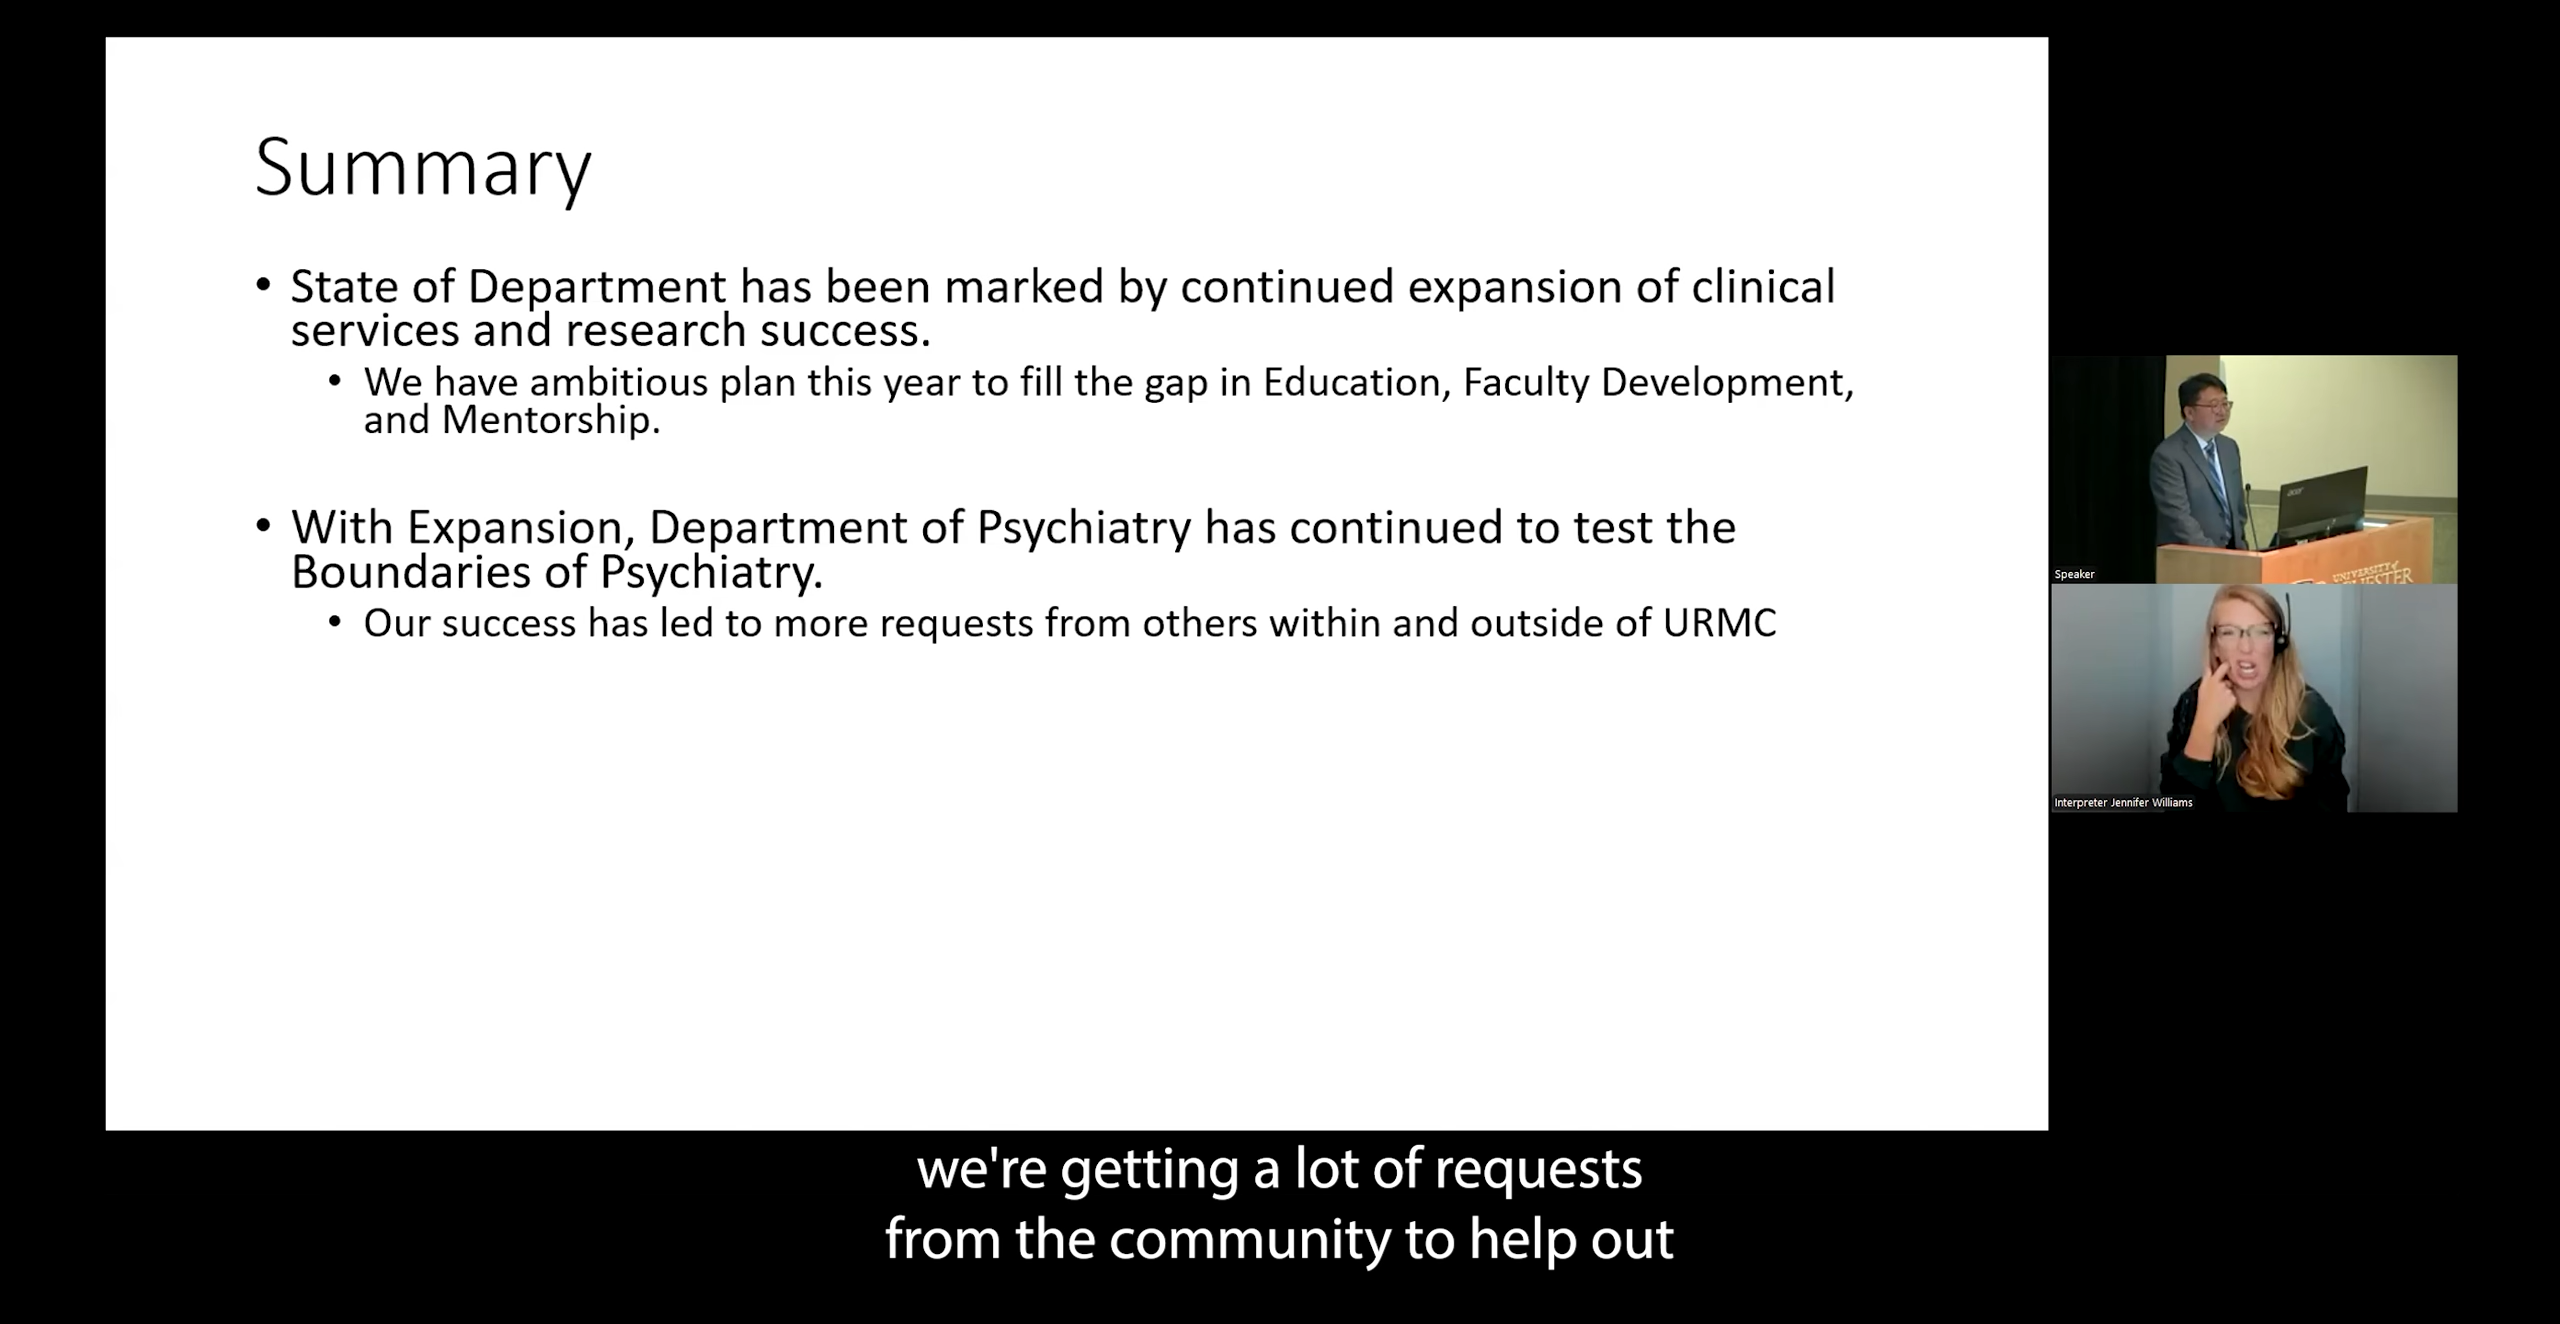 Summary
• State of Department has been marked by continued expansion of clinical
services and research success.
• We have ambitious plan this year to fill the gap in Education, Faculty Development,
and Mentorship.
• With Expansion, Department of Psychiatry has continued to test the
Boundaries of Psychiatry.
• Our success has led to more requests from others within and outside of URMC
acer
UNIVERSITY of
Speaker
Interpreter Jennifer Williams
we're getting a lot of requests
from the community to help out